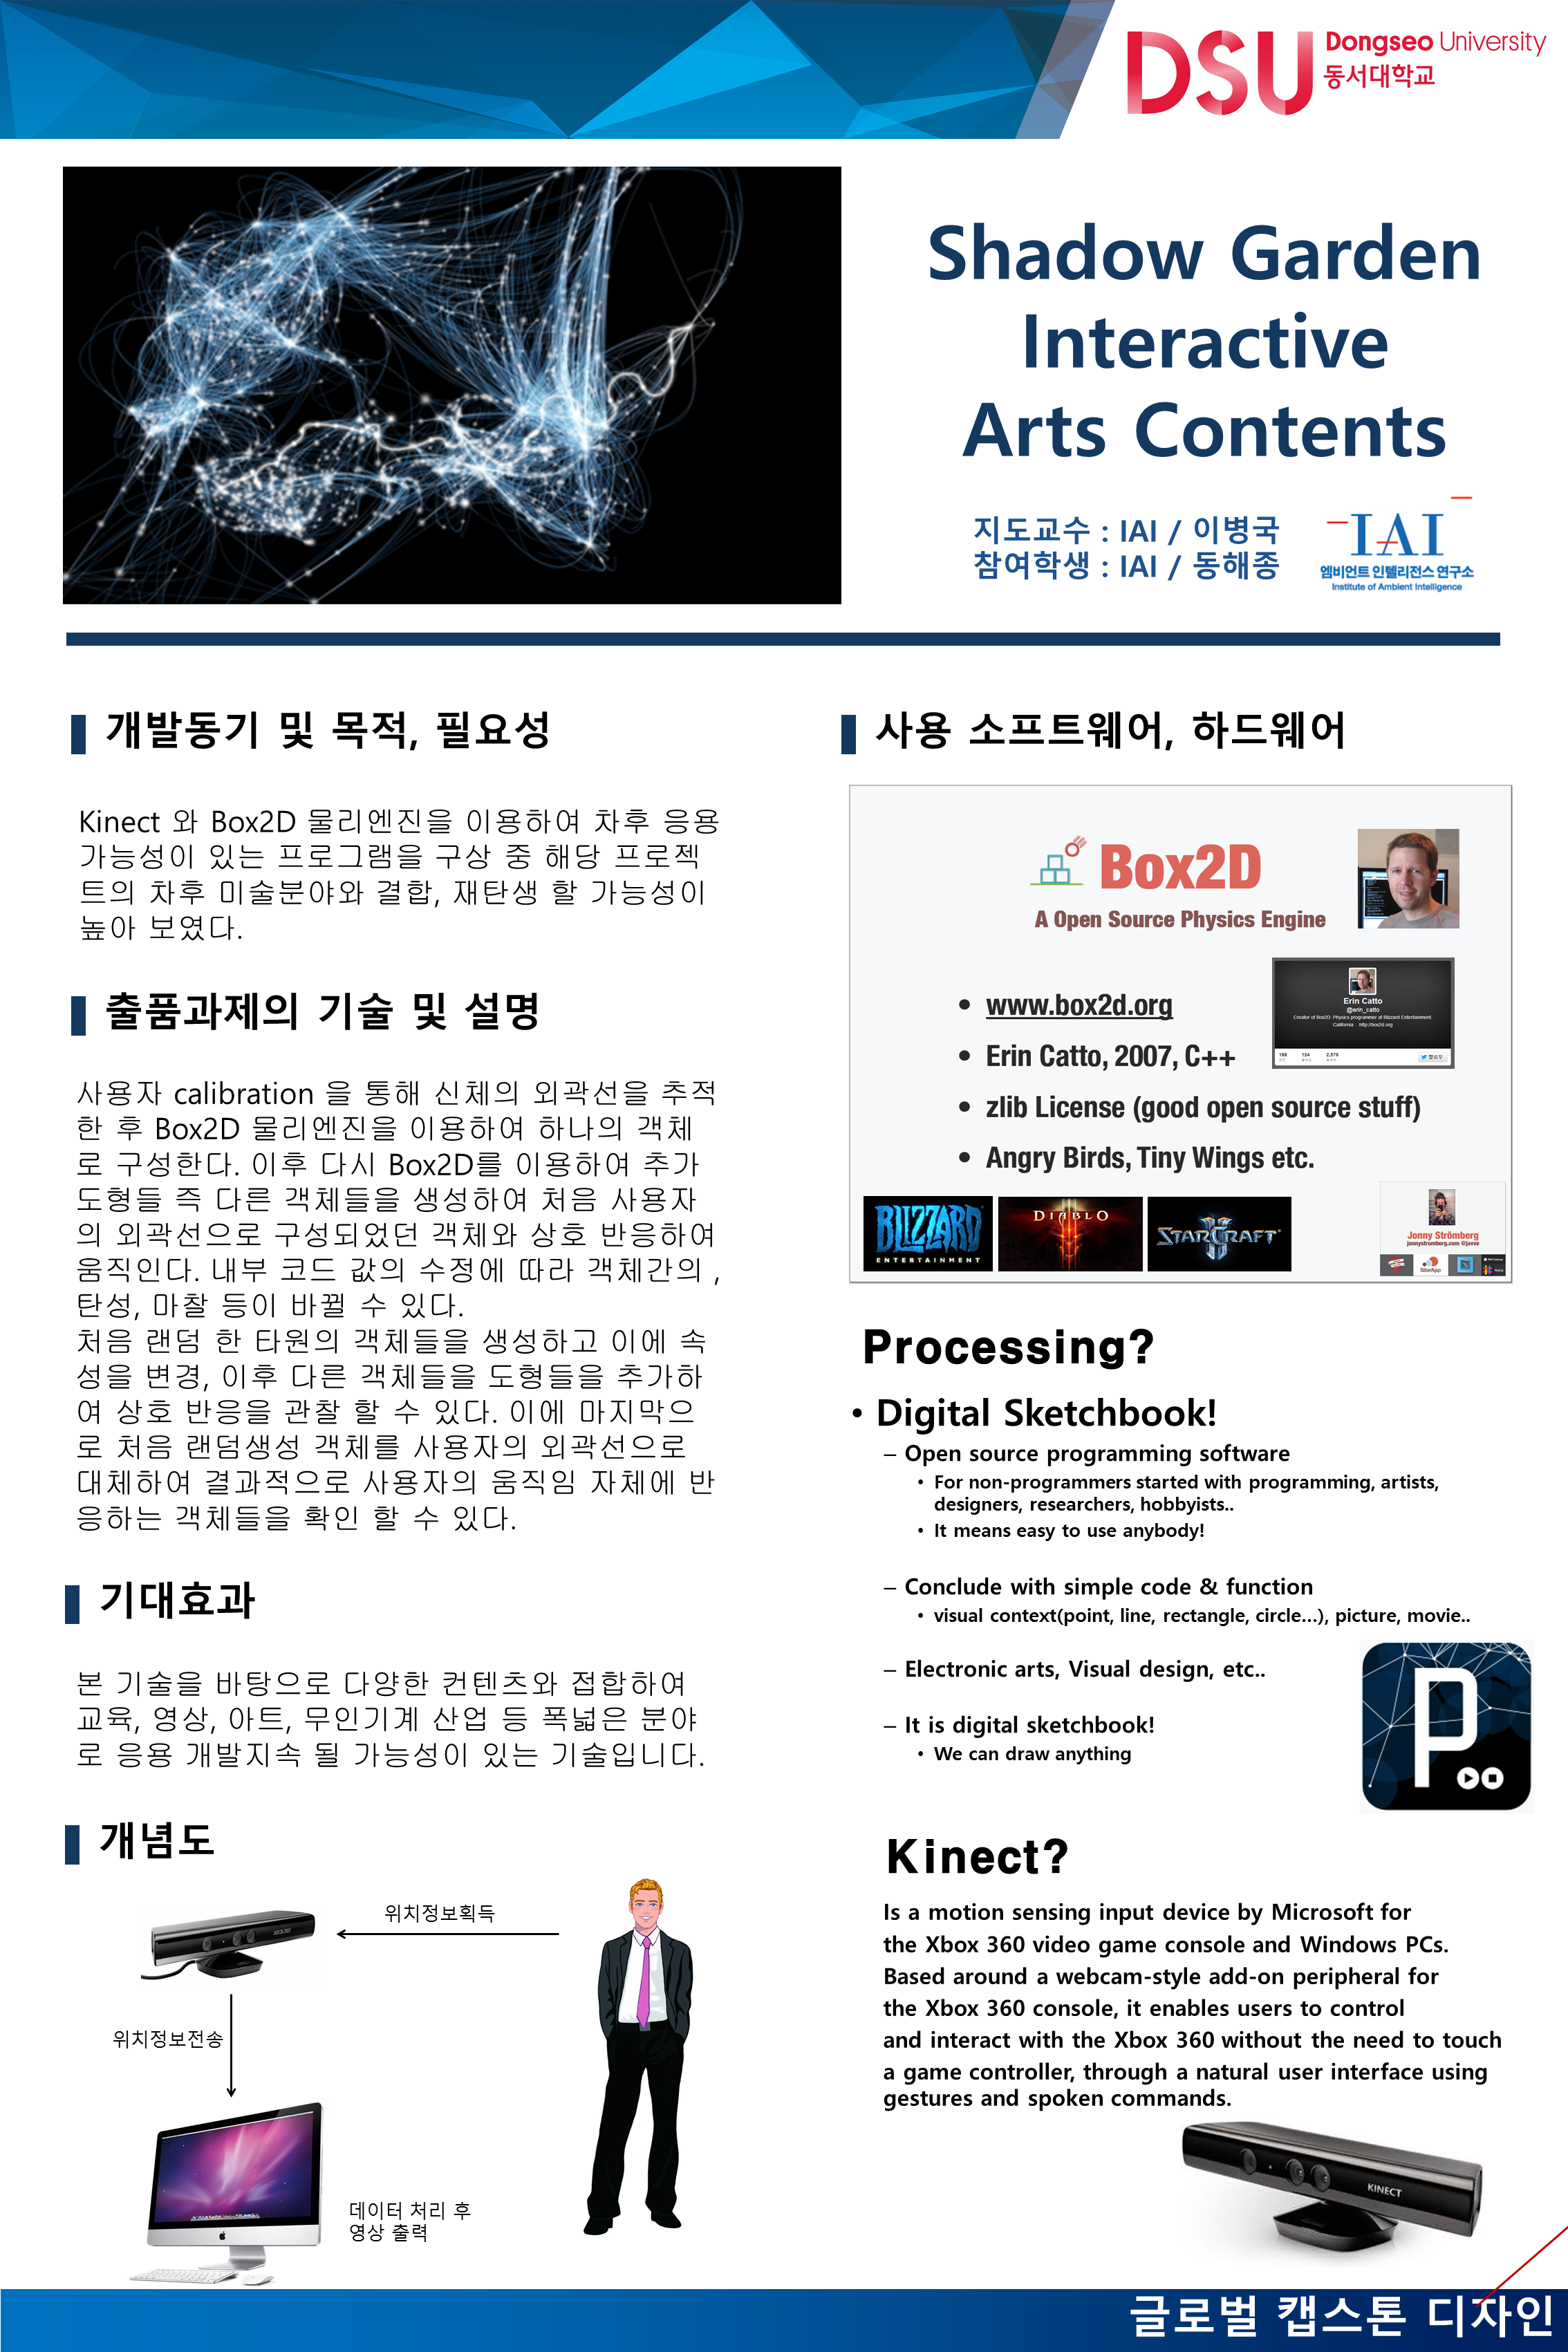 DSU Dongseo University
동서대학교
Shadow Garden
Interactive
Arts Contents
지도교수 : IAI / 이병국
참여학생 : IAI / 동해종
IAI
엠비언트 인텔리전스 연구소
Institute of Ambient Intelligence
개발동기 및 목적, 필요성
Kinect 와 Box2D 물리엔진을 이용하여 차후 응용
가능성이 있는 프로그램을 구상 중 해당 프로젝
트의 차후 미술분야와 결합, 재탄생 할 가능성이
높아 보였다.
출품과제의 기술 및 설명
사용자 calibration 을 통해 신체의 외곽선을 추적
한 후 Box2D 물리엔진을 이용하여 하나의 객체
로 구성한다. 이후 다시 Box2D를 이용하여 추가
도형들 즉 다른 객체들을 생성하여 처음 사용자
의 외곽선으로 구성되었던 객체와 상호 반응하여
움직인다. 내부 코드 값의 수정에 따라 객체간의 ,
탄성, 마찰 등이 바뀔 수 있다.
처음 랜덤 한 타원의 객체들을 생성하고 이에 속
성을 변경, 이후 다른 객체들을 도형들을 추가하
여 상호 반응을 관찰 할 수 있다. 이에 마지막으
로 처음 랜덤생성 객체를 사용자의 외곽선으로
대체하여 결과적으로 사용자의 움직임 자체에 반
응하는 객체들을 확인 할 수 있다.
기대효과
본 기술을 바탕으로 다양한 컨텐츠와 접합하여
교육, 영상, 아트, 무인기계 산업 등 폭넓은 분야
로 응용 개발지속 될 가능성이 있는 기술입니다.
개념도
위치정보획득
XBOX360
위치정보전송
데이터 처리 후
영상 출력
사용 소프트웨어, 하드웨어
Box2D
A Open Source Physics Engine
Erin Catto
@erin_catto
Creator of Box2D. Physics programmer at Blizzard Entertainment.
California · http://box2d.org
• www.box2d.org
• Erin Catto, 2007, C++
• zlib License (good open source stuff)
• Angry Birds, Tiny Wings etc.
BLIZZARD
ENTERTAINMENT
DIABLO
STARCRAFT
II
Jonny Strömberg
jonnystromberg.com @javve
Processing?
• Digital Sketchbook!
– Open source programming software
• For non-programmers started with programming, artists,
designers, researchers, hobbyists..
• It means easy to use anybody!
– Conclude with simple code & function
• visual context(point, line, rectangle, circle...), picture, movie..
– Electronic arts, Visual design, etc..
– It is digital sketchbook!
• We can draw anything
P
Kinect?
Is a motion sensing input device by Microsoft for
the Xbox 360 video game console and Windows PCs.
Based around a webcam-style add-on peripheral for
the Xbox 360 console, it enables users to control
and interact with the Xbox 360 without the need to touch
a game controller, through a natural user interface using
gestures and spoken commands.
KINECT
글로벌 캡스톤 디자인